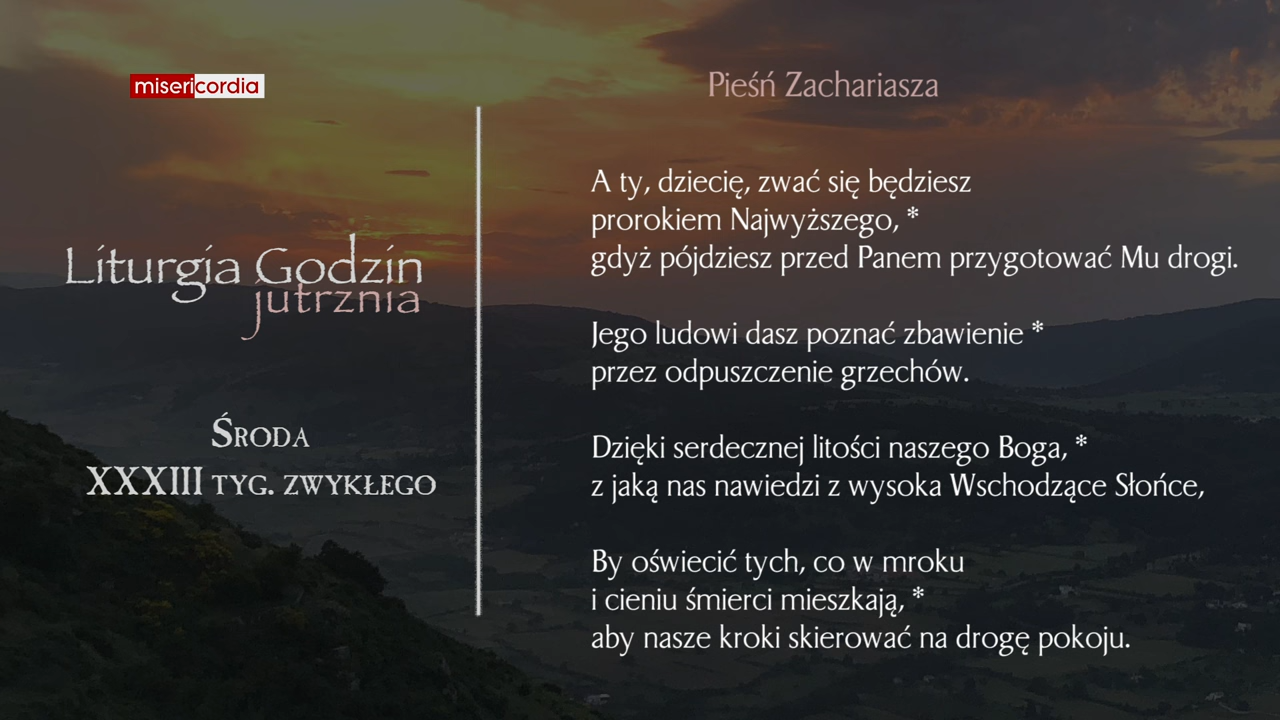 misericordia
Liturgia Godzin
jutrznia
Środa
XXXIII tyg. zwykłego
Pieśń Zachariasza
A ty, dziecię, zwać się będziesz
prorokiem Najwyższego, *
gdyż pójdziesz przed Panem przygotować Mu drogi.
Jego ludowi dasz poznać zbawienie *
przez odpuszczenie grzechów.
Dzięki serdecznej litości naszego Boga, *
z jaką nas nawiedzi z wysoka Wschodzące Słońce,
By oświecić tych, co w mroku
i cieniu śmierci mieszkają, *
aby nasze kroki skierować na drogę pokoju.